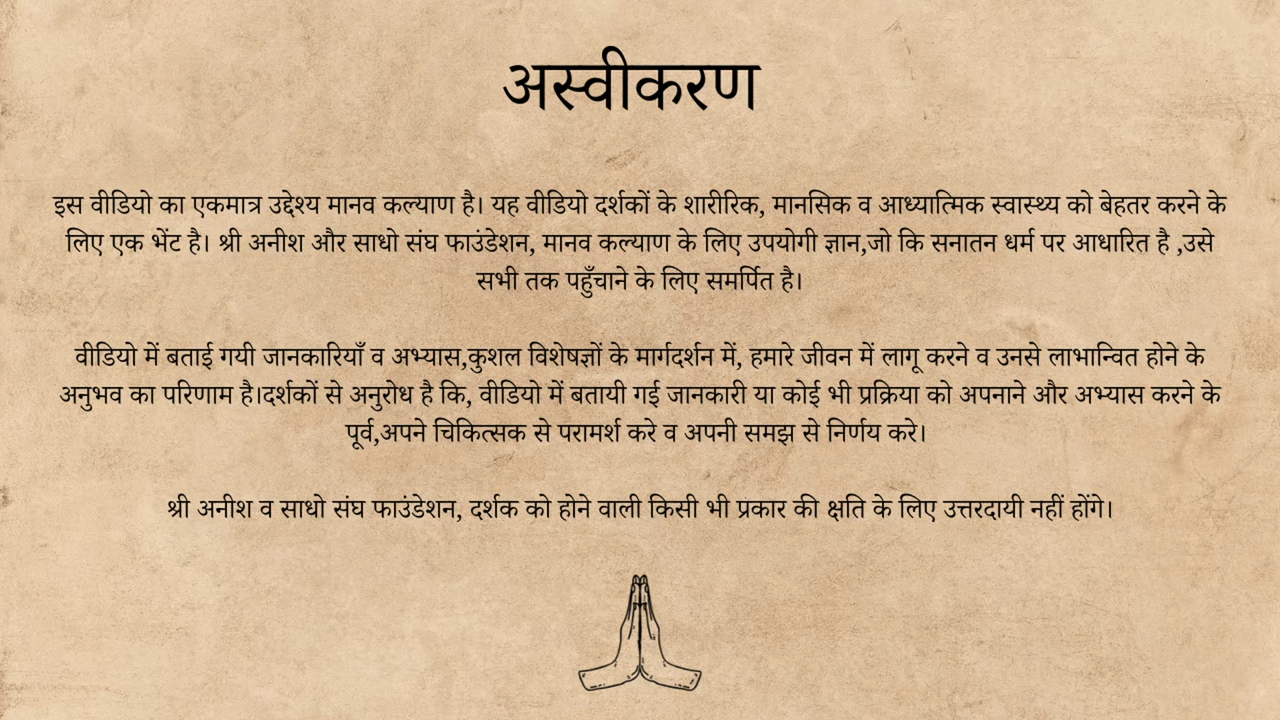 अस्वीकरण
इस वीडियो का एकमात्र उद्देश्य मानव कल्याण है। यह वीडियो दर्शकों के शारीरिक, मानसिक व आध्यात्मिक स्वास्थ्य को बेहतर करने के
लिए एक भेंट है। श्री अनीश और साधो संघ फाउंडेशन, मानव कल्याण के लिए उपयोगी ज्ञान,जो कि सनातन धर्म पर आधारित है ,उसे
सभी तक पहुँचाने के लिए समर्पित है।
वीडियो में बताई गयी जानकारियाँ व अभ्यास,कुशल विशेषज्ञों के मार्गदर्शन में, हमारे जीवन में लागू करने व उनसे लाभान्वित होने के
अनुभव का परिणाम है।दर्शकों से अनुरोध है कि, वीडियो में बतायी गई जानकारी या कोई भी प्रक्रिया को अपनाने और अभ्यास करने के
पूर्व,अपने चिकित्सक से परामर्श करे व अपनी समझ से निर्णय करे।
श्री अनीश व साधो संघ फाउंडेशन, दर्शक को होने वाली किसी भी प्रकार की क्षति के लिए उत्तरदायी नहीं होंगे।